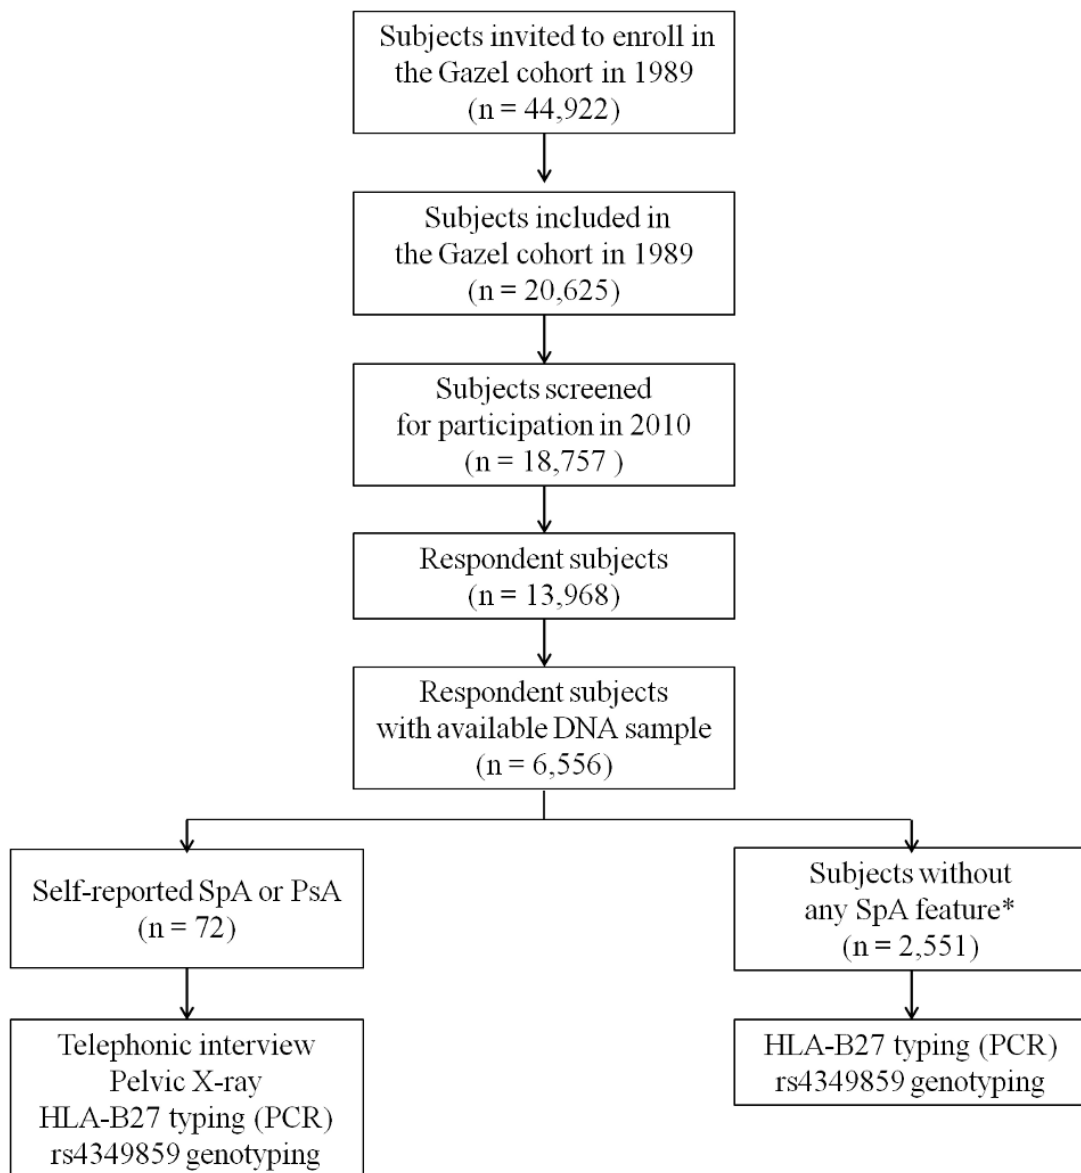 Subjects invited to enroll in
the Gazel cohort in 1989
(n = 44,922)
Subjects included in
the Gazel cohort in 1989
(n = 20,625)
Subjects screened
for participation in 2010
(n = 18,757 )
Respondent subjects
(n = 13,968)
Respondent subjects
with available DNA sample
(n = 6,556)
Self-reported SpA or PsA
(n = 72)
Subjects without
any SpA feature*
(n = 2,551)
Telephonic interview
Pelvic X-ray
HLA-B27 typing (PCR)
rs4349859 genotyping
HLA-B27 typing (PCR)
rs4349859 genotyping